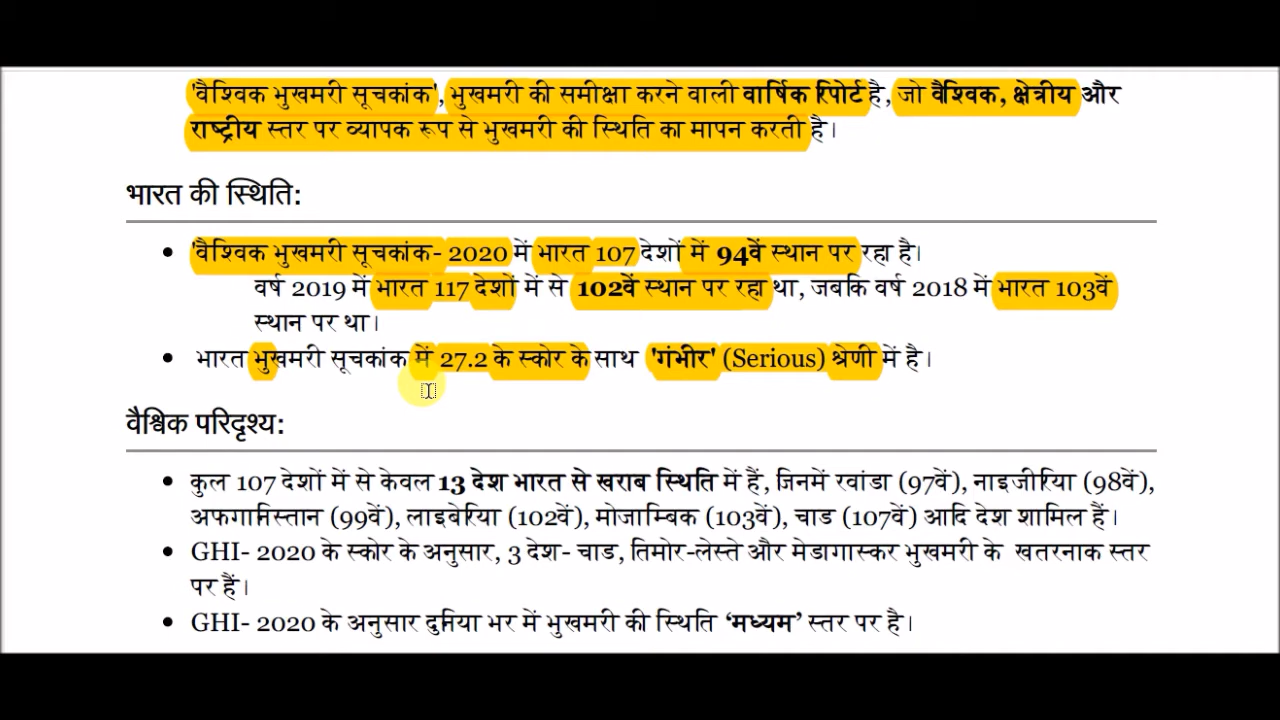 'वैश्विक भुखमरी सूचकांक', भुखमरी की समीक्षा करने वाली वार्षिक रिपोर्ट है, जो वैश्विक, क्षेत्रीय और
राष्ट्रीय स्तर पर व्यापक रूप से भुखमरी की स्थिति का मापन करती है।
भारत की स्थिति:
• 'वैश्विक भुखमरी सूचकांक- 2020 में भारत 107 देशों में 94वें स्थान पर रहा है।
वर्ष 2019 में भारत 117 देशों में से 102वें स्थान पर रहा था, जबकि वर्ष 2018 में भारत 103वें
स्थान पर था।
• भारत भुखमरी सूचकांक में 27.2 के स्कोर के साथ 'गंभीर' (Serious) श्रेणी में है।
वैश्विक परिदृश्य:
• कुल 107 देशों में से केवल 13 देश भारत से खराब स्थिति में हैं, जिनमें रवांडा (97वें), नाइजीरिया (98वें),
अफगानिस्तान (99वें), लाइबेरिया (102वें), मोजाम्बिक (103वें), चाड (107वें) आदि देश शामिल हैं।
• GHI- 2020 के स्कोर के अनुसार, 3 देश- चाड, तिमोर-लेस्ते और मेडागास्कर भुखमरी के खतरनाक स्तर
पर हैं।
• GHI- 2020 के अनुसार दुनिया भर में भुखमरी की स्थिति ‘मध्यम’ स्तर पर है।